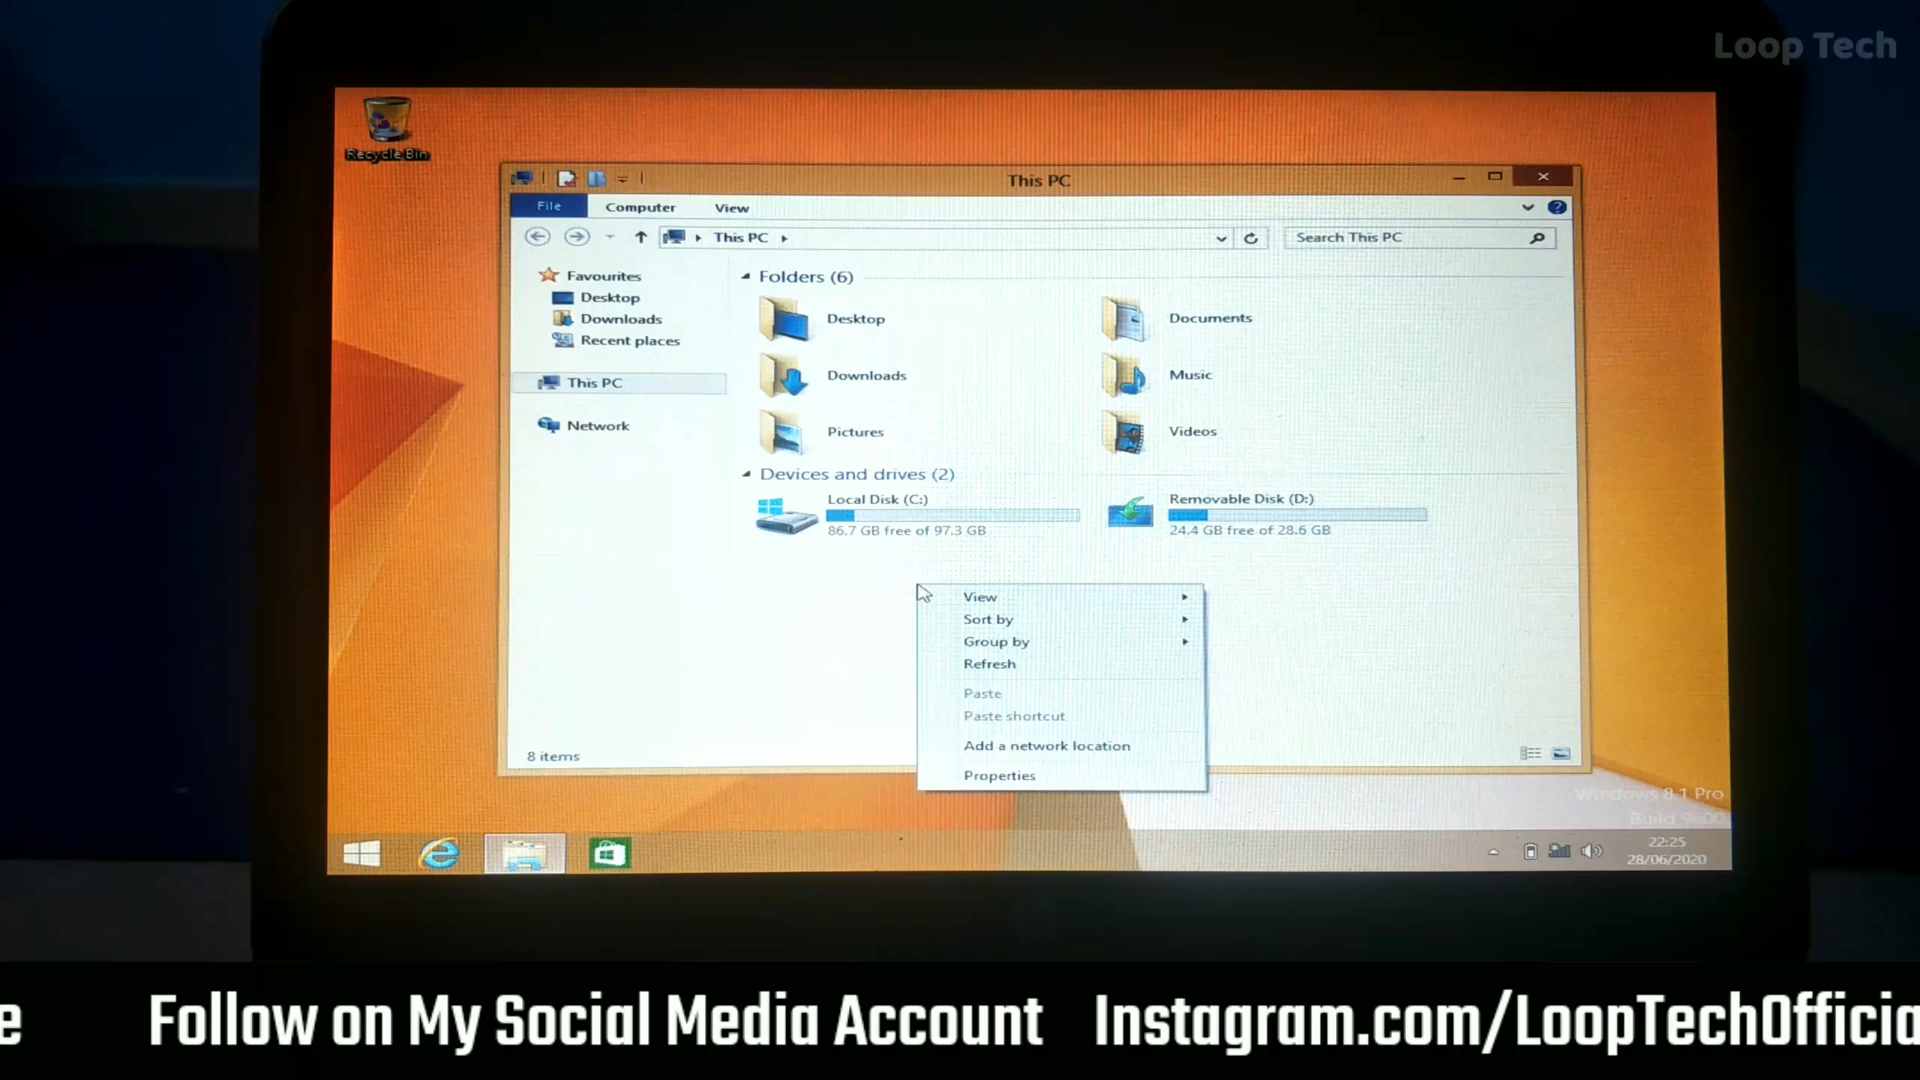 Loop Tech
Recycle Bin
This PC
File
Computer
View
This PC
Search This PC
Favourites
Desktop
Downloads
Recent places
This PC
Network
Folders (6)
Desktop
Documents
Downloads
Music
Pictures
Videos
Devices and drives (2)
Local Disk (C:)
86.7 GB free of 97.3 GB
Removable Disk (D:)
24.4 GB free of 28.6 GB
View
Sort by
Group by
Refresh
Paste
Paste shortcut
Add a network location
Properties
8 items
Windows 8.1 Pro
Build 9600
22:25
28/06/2020
e Follow on My Social Media Account Instagram.com/LoopTechOfficia